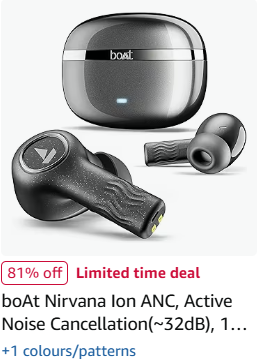 boAt
81% off Limited time deal
boAt Nirvana Ion ANC, Active
Noise Cancellation(~32dB), 1...
+1 colours/patterns